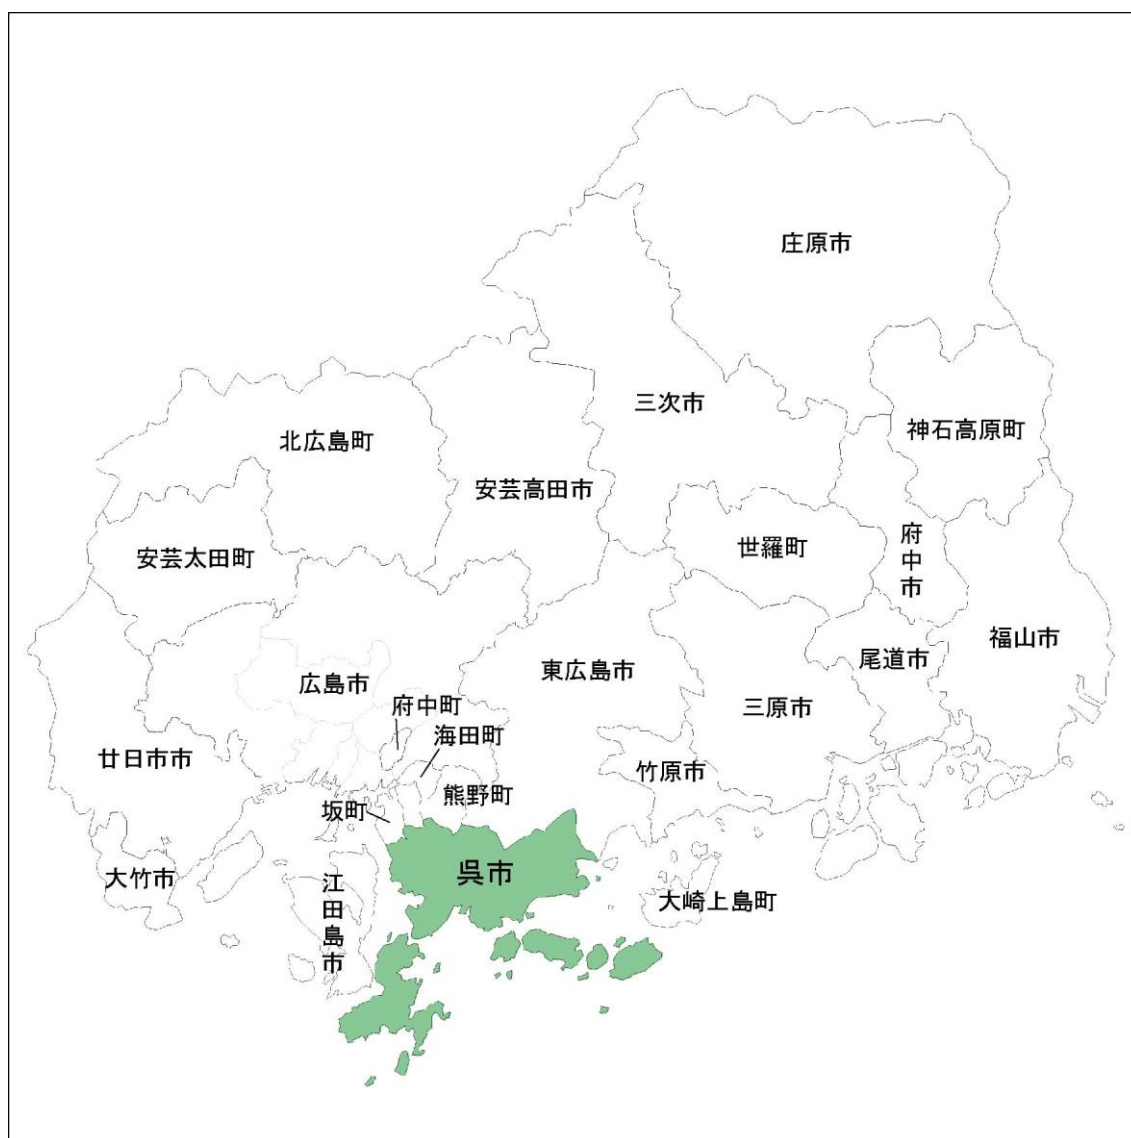 庄原市
三次市
神石高原町
北広島町
安芸高田市
安芸太田町
世羅町
府中市
福山市
尾道市
東広島市
広島市
三原市
府中町
海田町
廿日市市
竹原市
熊野町
坂町
呉市
大竹市
江田島市
大崎上島町